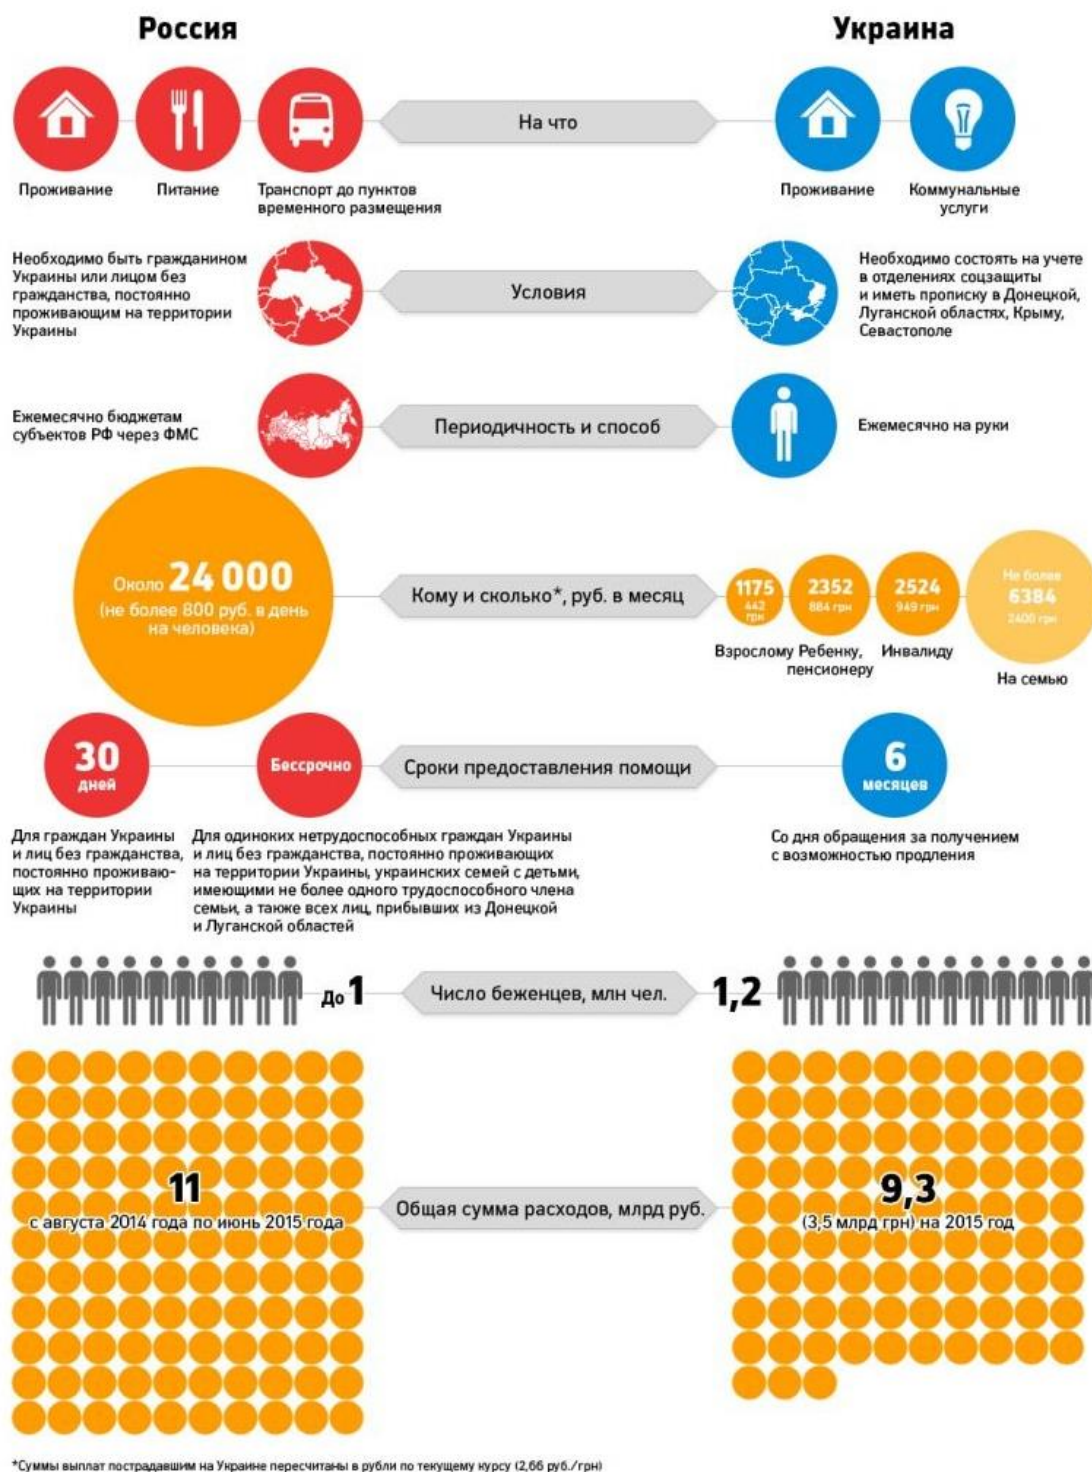 Россия
Украина
На что
Проживание
Питание
Транспорт до пунктов
временного размещения
Проживание
Коммунальные
услуги
Необходимо быть гражданином
Украины или лицом без
гражданства, постоянно
проживающим на территории
Украины
Условия
Необходимо состоять на учете
в отделениях соцзащиты
и иметь прописку в Донецкой,
Луганской областях, Крыму,
Севастополе
Ежемесячно бюджетам
субъектов РФ через ФМС
Периодичность и способ
Ежемесячно на руки
Около 24 000
(не более 800 руб. в день
на человека)
Кому и сколько*, руб. в месяц
1175
442
грн
Взрослому
2352
884 грн
Ребенку,
пенсионеру
2524
949 грн
Инвалиду
Не более
6384
2400 грн
На семью
30
дней
Бессрочно
Сроки предоставления помощи
6
месяцев
Для граждан Украины
и лиц без гражданства,
постоянно проживаю-
щих на территории
Украины
Для одиноких нетрудоспособных граждан Украины
и лиц без гражданства, постоянно проживающих
на территории Украины, украинских семей с детьми,
имеющими не более одного трудоспособного члена
семьи, а также всех лиц, прибывших из Донецкой
и Луганской областей
Со дня обращения за получением
с возможностью продления
До 1
Число беженцев, млн чел.
1,2
11
с августа 2014 года по июнь 2015 года
Общая сумма расходов, млрд руб.
9,3
(3,5 млрд грн) на 2015 год
*Суммы выплат пострадавшим на Украине пересчитаны в рубли по текущему курсу (2,66 руб./грн)